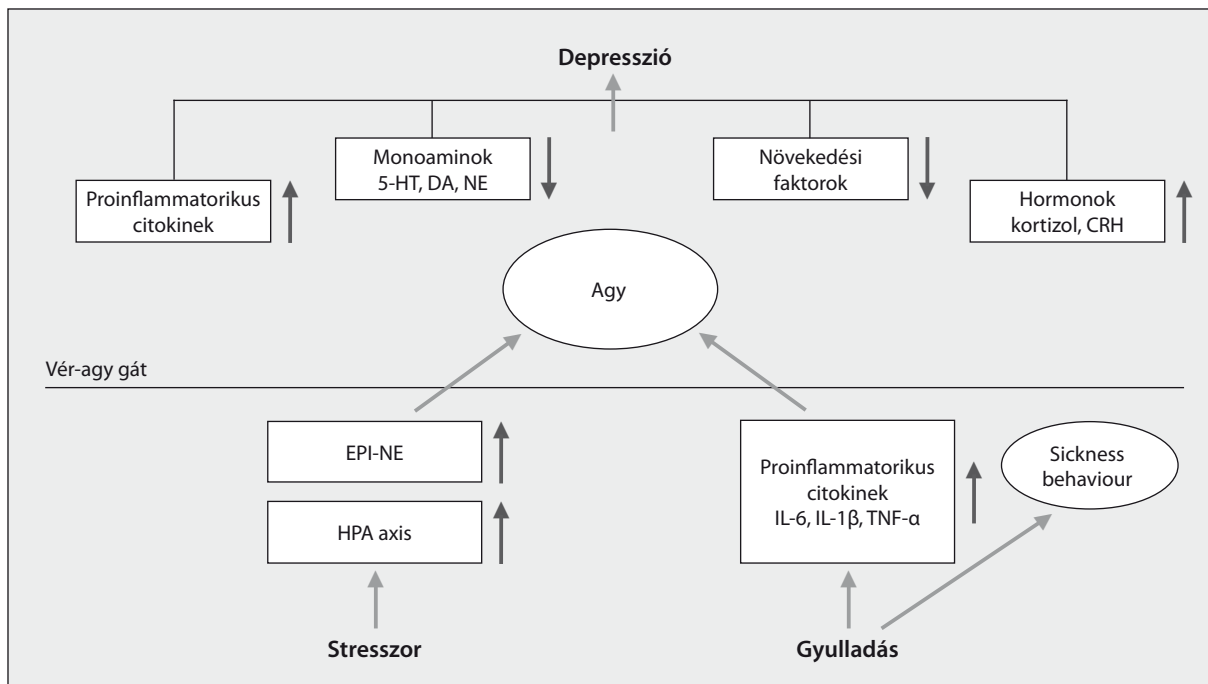 Depresszió
Monoaminok
5-HT, DA, NE
Növekedési
faktorok
Proinflammatorikus
citokinek
Hormonok
kortizol, CRH
Agy
Vér-agy gát
EPI-NE
HPA axis
Proinflammatorikus
citokinek
IL-6, IL-1β, TNF-α
Sickness
behaviour
Stresszor
Gyulladás